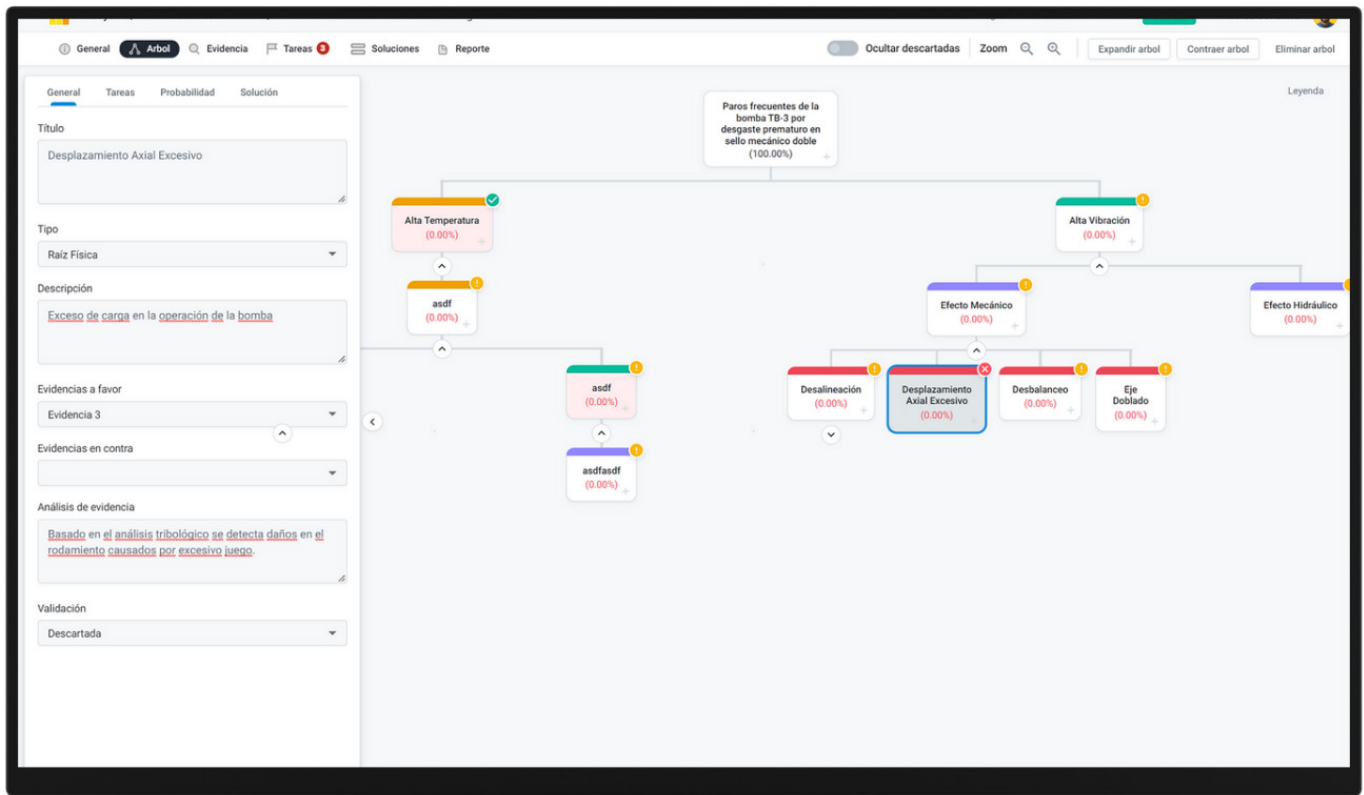 General
Arbol
Evidencia
Tareas 3
Soluciones
Reporte
Ocultar descartadas
Zoom
Expandir arbol
Contraer arbol
Eliminar arbol
General
Tareas
Probabilidad
Solución
Título
Desplazamiento Axial Excesivo
Tipo
Raíz Física
Descripción
Exceso de carga en la operación de la bomba
Evidencias a favor
Evidencia 3
Evidencias en contra
Análisis de evidencia
Basado en el análisis tribológico se detecta daños en el
rodamiento causados por excesivo juego.
Validación
Descartada
Leyenda
Paros frecuentes de la
bomba TB-3 por
desgaste prematuro en
sello mecánico doble
(100.00%)
Alta Temperatura
(0.00%)
Alta Vibración
(0.00%)
asdf
(0.00%)
Efecto Mecánico
(0.00%)
Efecto Hidráulico
(0.00%)
asdf
(0.00%)
Desalineación
(0.00%)
Desplazamiento
Axial Excesivo
(0.00%)
Desbalanceo
(0.00%)
Eje
Doblado
(0.00%)
asdfasdf
(0.00%)